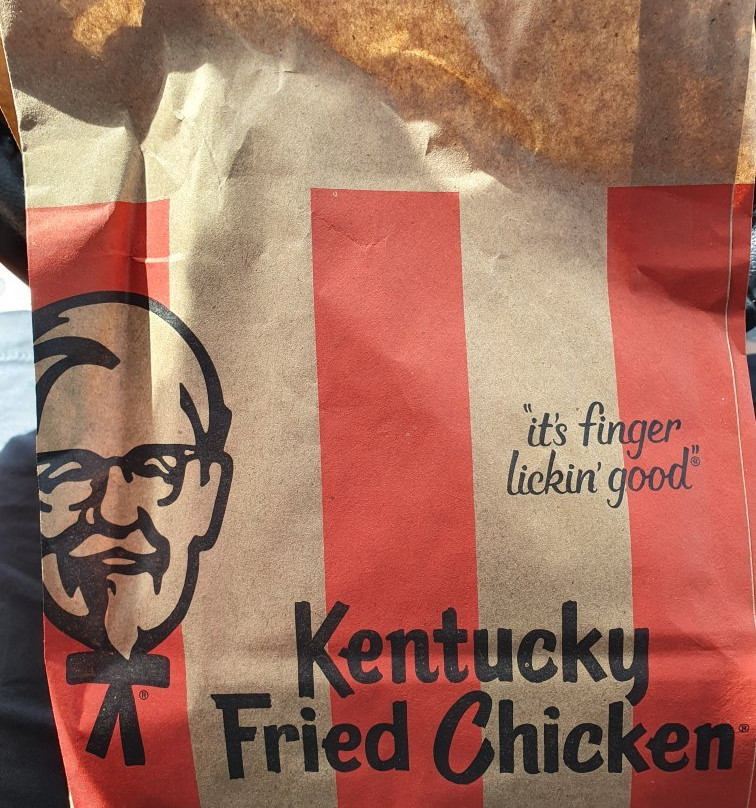 "it's finger
lickin' good"®
®
Kentucky
Fried Chicken®